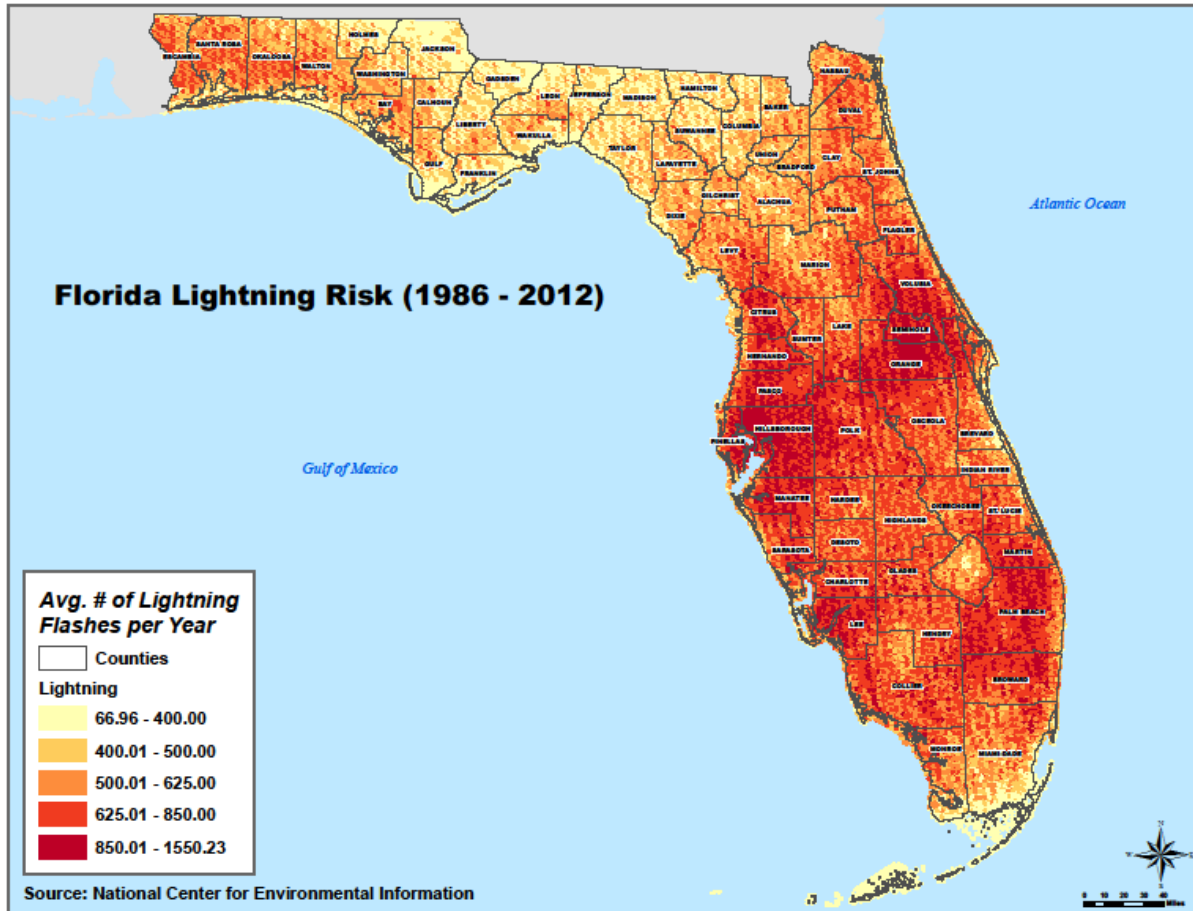 HOLMES
JACKSON
SANTA ROSA
ESCAMBIA
OKALOOSA
WALTON
WASHINGTON
GADSDEN
NASSAU
HAMILTON
LEON
JEFFERSON
MADISON
BAY
CALHOUN
BAKER
DUVAL
LIBERTY
COLUMBIA
SUWANNEE
WAKULLA
TAYLOR
UNION
CLAY
GULF
LAFAYETTE
BRADFORD
FRANKLIN
ST. JOHNS
GILCHRIST
ALACHUA
Atlantic Ocean
PUTNAM
DIXIE
FLAGLER
LEVY
MARION
VOLUSIA
Florida Lightning Risk (1986 - 2012)
CITRUS
LAKE
SEMINOLE
SUMTER
HERNANDO
ORANGE
PASCO
OSCEOLA
HILLSBOROUGH
POLK
BREVARD
PINELLAS
Gulf of Mexico
INDIAN RIVER
MANATEE
HARDEE
OKEECHOBEE
ST. LUCIE
HIGHLANDS
DESOTO
SARASOTA
MARTIN
GLADES
CHARLOTTE
PALM BEACH
LEE
HENDRY
BROWARD
COLLIER
MONROE
MIAMI-DADE
Avg. # of Lightning
Flashes per Year
Counties
Lightning
66.96 - 400.00
400.01 - 500.00
500.01 - 625.00
625.01 - 850.00
850.01 - 1550.23
Source: National Center for Environmental Information
N
W
E
S
0 10 20 30 40
Miles